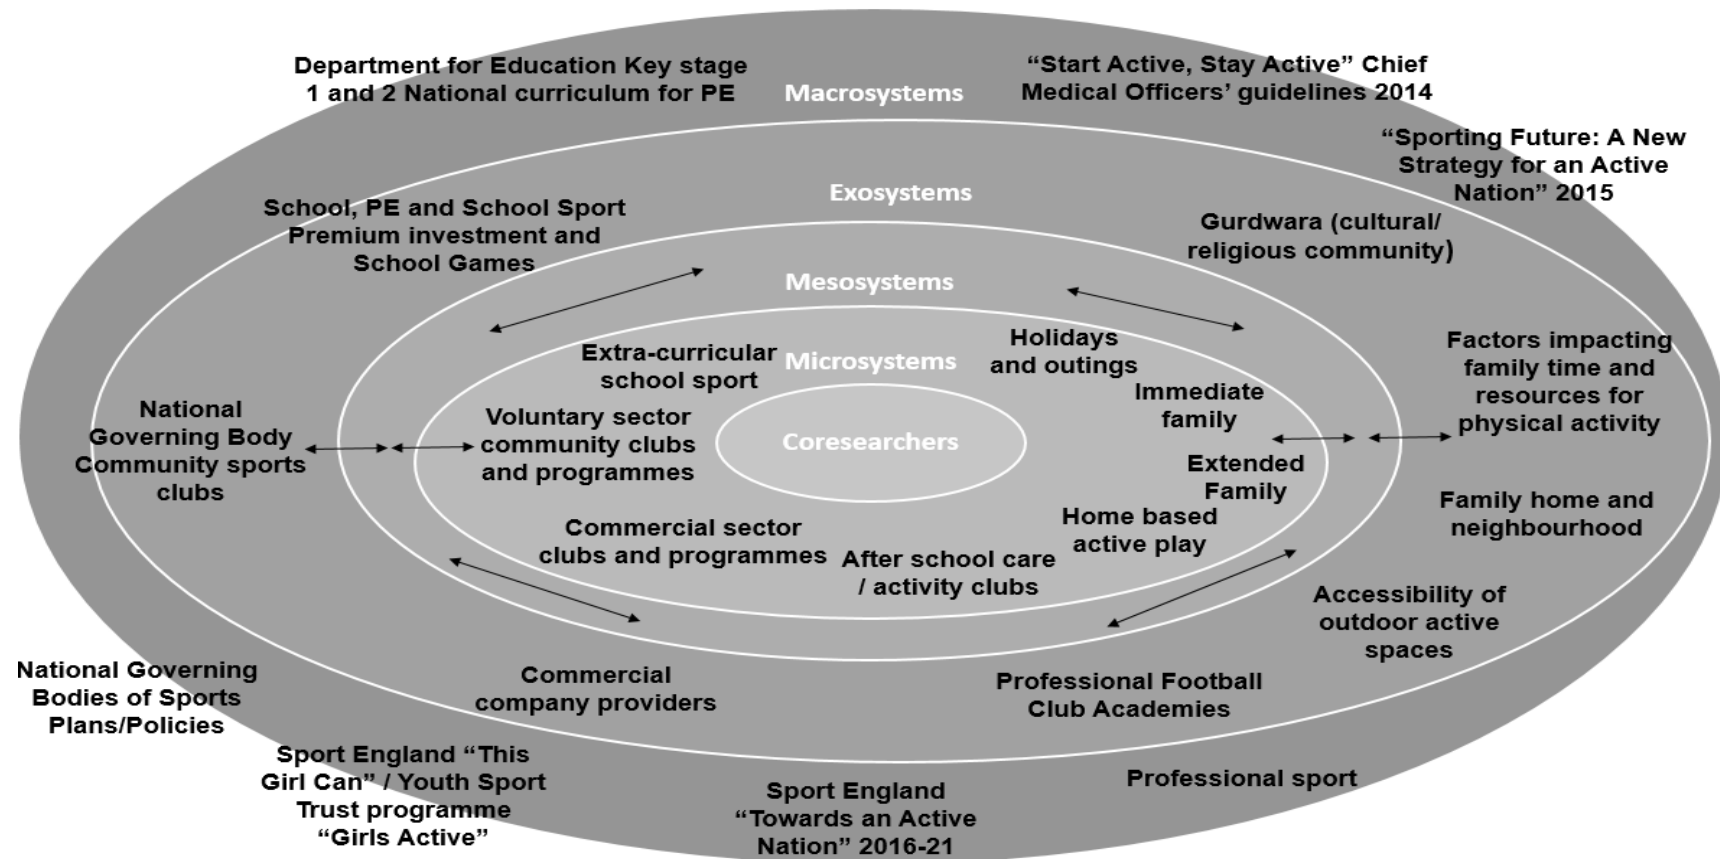 Department for Education Key stage
1 and 2 National curriculum for PE
Macrosystems
“Start Active, Stay Active” Chief
Medical Officers’ guidelines 2014
“Sporting Future: A New
Strategy for an Active
Nation” 2015
Exosystems
School, PE and School Sport
Premium investment and
School Games
Gurdwara (cultural/
religious community)
Mesosystems
Microsystems
Extra-curricular
school sport
Holidays
and outings
Immediate
family
Factors impacting
family time and
resources for
physical activity
National
Governing Body
Community sports
clubs
Voluntary sector
community clubs
and programmes
Coresearchers
Extended
Family
Family home and
neighbourhood
Home based
active play
Commercial sector
clubs and programmes
After school care
/ activity clubs
Accessibility of
outdoor active
spaces
National Governing
Bodies of Sports
Plans/Policies
Commercial
company providers
Professional Football
Club Academies
Sport England “This
Girl Can” / Youth Sport
Trust programme
“Girls Active”
Sport England
“Towards an Active
Nation” 2016-21
Professional sport